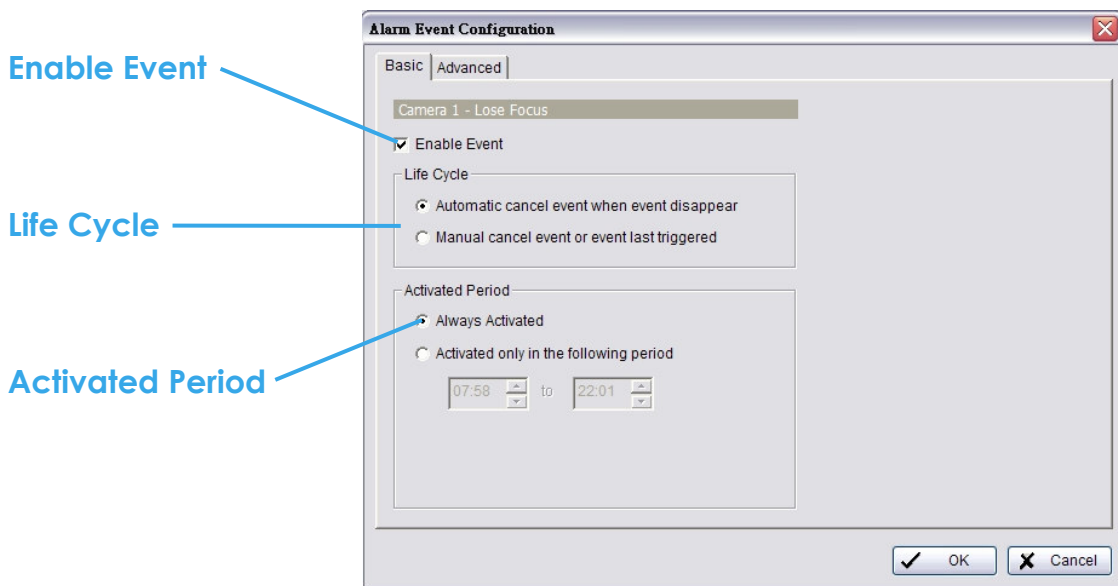 Alarm Event Configuration
Basic
Advanced
Camera 1 - Lose Focus
Enable Event
Enable Event
Life Cycle
Automatic cancel event when event disappear
Life Cycle
Manual cancel event or event last triggered
Activated Period
Always Activated
Activated only in the following period
Activated Period
07:58 to 22:01
OK
Cancel